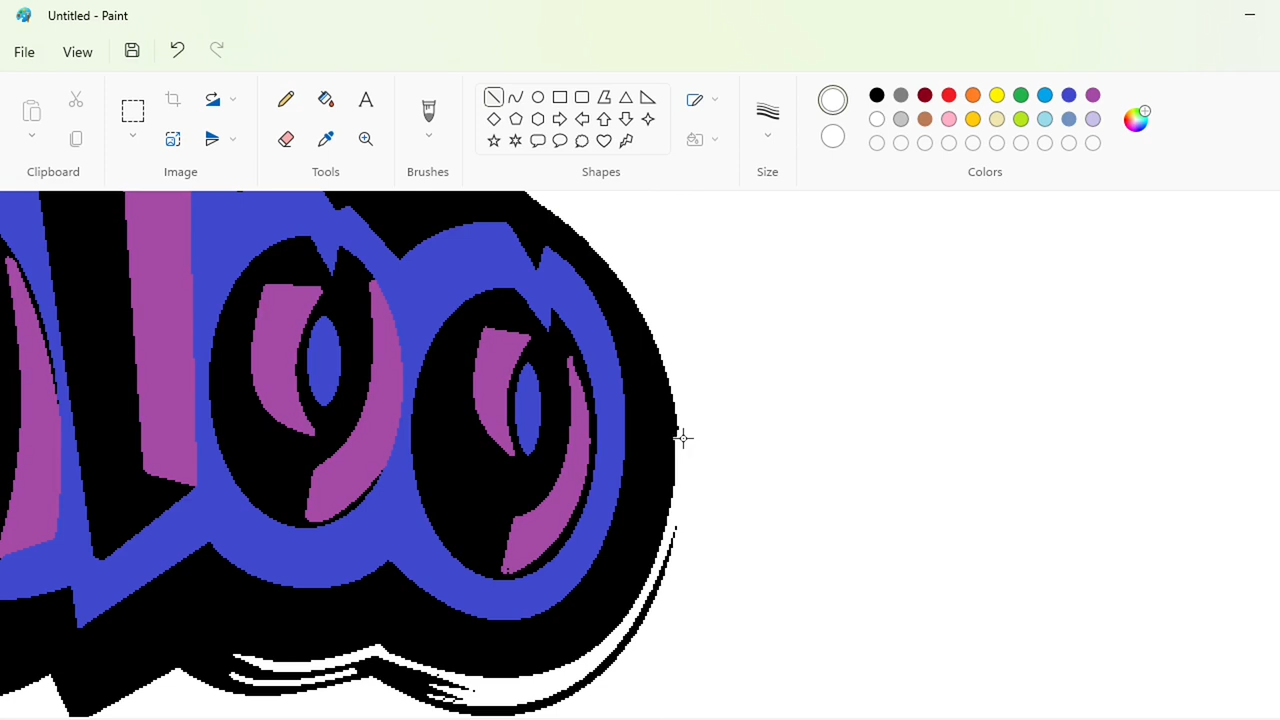 Untitled - Paint
File View
Clipboard Image Tools Brushes Shapes Size Colors